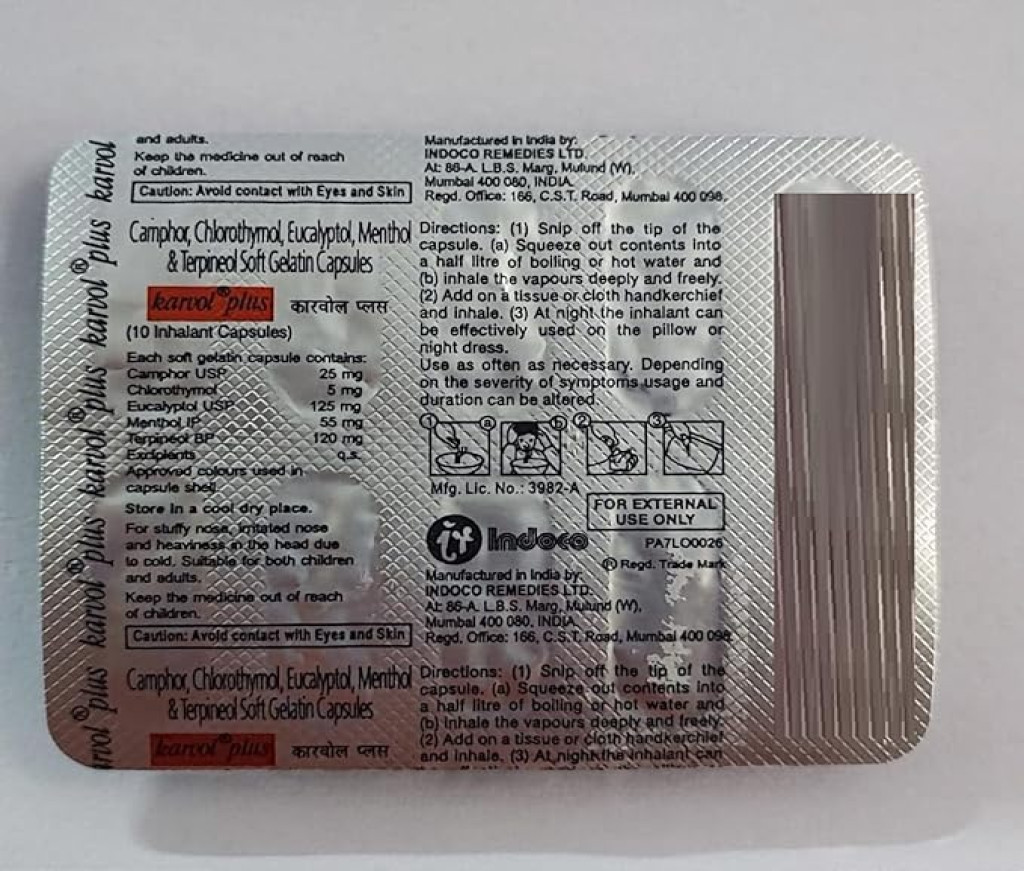 karvol plus karvol® plus karvol® plus karvol® plus karvol® plus karvol
and adults.
Keep the medicine out of reach
of children.
Caution: Avoid contact with Eyes and Skin
Camphor, Chlorothymol, Eucalyptol, Menthol
& Terpineol Soft Gelatin Capsules
karvol® plus कारवोल प्लस
(10 Inhalant Capsules)
Each soft gelatin capsule contains:
Camphor USP 25 mg
Chlorothymol 5 mg
Eucalyptol USP 125 mg
Menthol IP 55 mg
Terpineol BP 120 mg
Excipients q.s.
Approved colours used in
capsule shell.
Store in a cool dry place.
For stuffy nose, irritated nose
and heaviness in the head due
to cold. Suitable for both children
and adults.
Keep the medicine out of reach
of children.
Caution: Avoid contact with Eyes and Skin
Camphor, Chlorothymol, Eucalyptol, Menthol
& Terpineol Soft Gelatin Capsules
karvol® plus कारवोल प्लस
Manufactured in India by:
INDOCO REMEDIES LTD.
At: 86-A, L.B.S. Marg, Mulund (W),
Mumbai 400 080, INDIA.
Regd. Office: 166, C.S.T. Road, Mumbai 400 098.
Directions: (1) Snip off the tip of the
capsule. (a) Squeeze out contents into
a half litre of boiling or hot water and
(b) inhale the vapours deeply and freely.
(2) Add on a tissue or cloth handkerchief
and inhale. (3) At night the inhalant can
be effectively used on the pillow or
night dress.
Use as often as necessary. Depending
on the severity of symptoms usage and
duration can be altered.
1 a b 2 3
Mfg. Lic. No.: 3982-A
FOR EXTERNAL
USE ONLY
Indoco
PA7LO0026
® Regd. Trade Mark
Manufactured in India by:
INDOCO REMEDIES LTD.
At: 86-A, L.B.S. Marg, Mulund (W),
Mumbai 400 080, INDIA.
Regd. Office: 166, C.S.T. Road, Mumbai 400 098.
Directions: (1) Snip off the tip of the
capsule. (a) Squeeze out contents into
a half litre of boiling or hot water and
(b) inhale the vapours deeply and freely.
(2) Add on a tissue or cloth handkerchief
and inhale. (3) At night the inhalant can